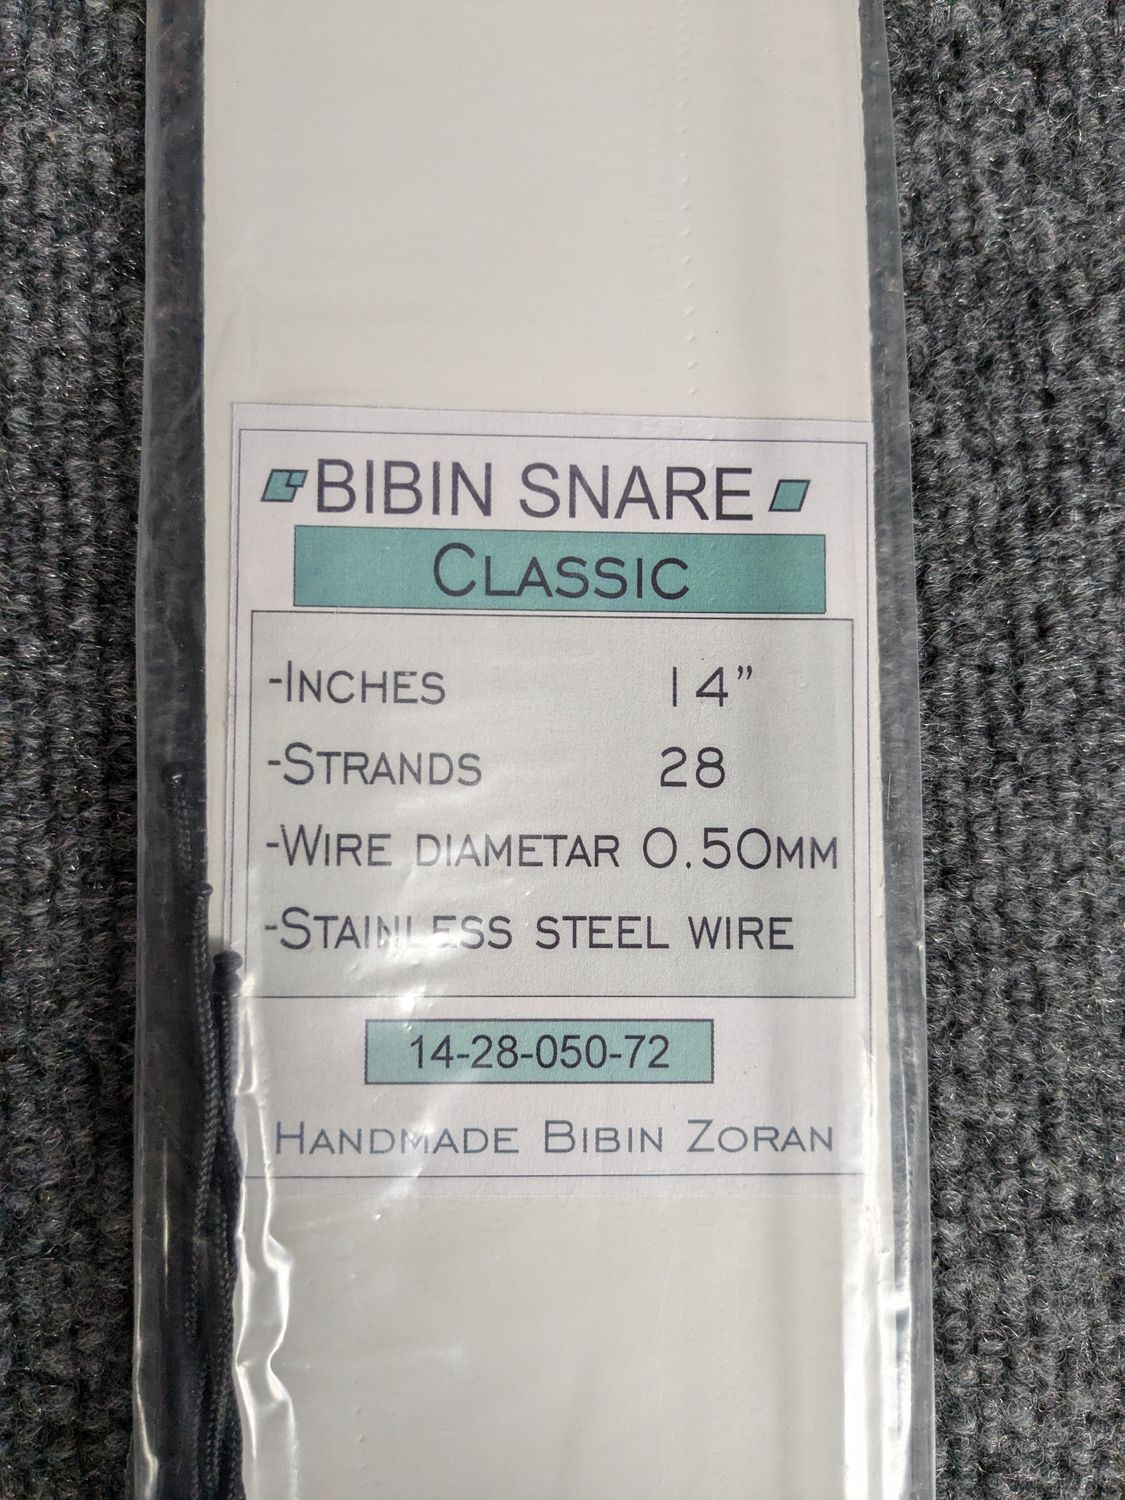 BIBIN SNARE
CLASSIC
-INCHES 14”
-STRANDS 28
-WIRE DIAMETAR 0.50MM
-STAINLESS STEEL WIRE
14-28-050-72
HANDMADE BIBIN ZORAN